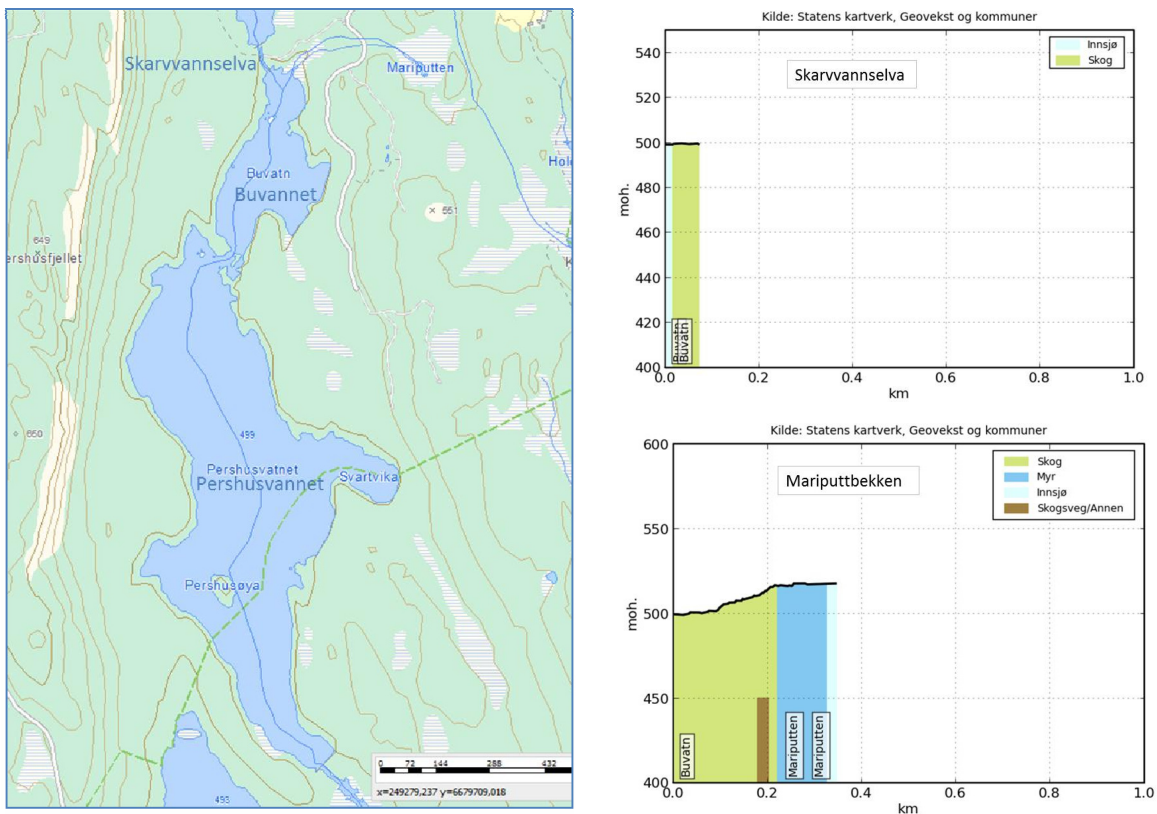 Skarvvannselva
Mariputten
Buvatn
Buvannet
Hol
551
649
ershusfjellet
K
650
499
Pershusvatnet
Pershusvannet
Svartvika
Pershusøya
493
0 72 144 288 432
x=249279,237 y=6679709,018
Kilde: Statens kartverk, Geovekst og kommuner
Innsjø
Skog
Skarvvannselva
moh.
540
520
500
480
460
440
420
400
Buvatn
Buvatn
0.0 0.2 0.4 0.6 0.8 1.0
km
Kilde: Statens kartverk, Geovekst og kommuner
Skog
Myr
Innsjø
Skogsveg/Annen
Mariputtbekken
moh.
600
550
500
450
400
Buvatn
Mariputten
Mariputten
0.0 0.2 0.4 0.6 0.8 1.0
km